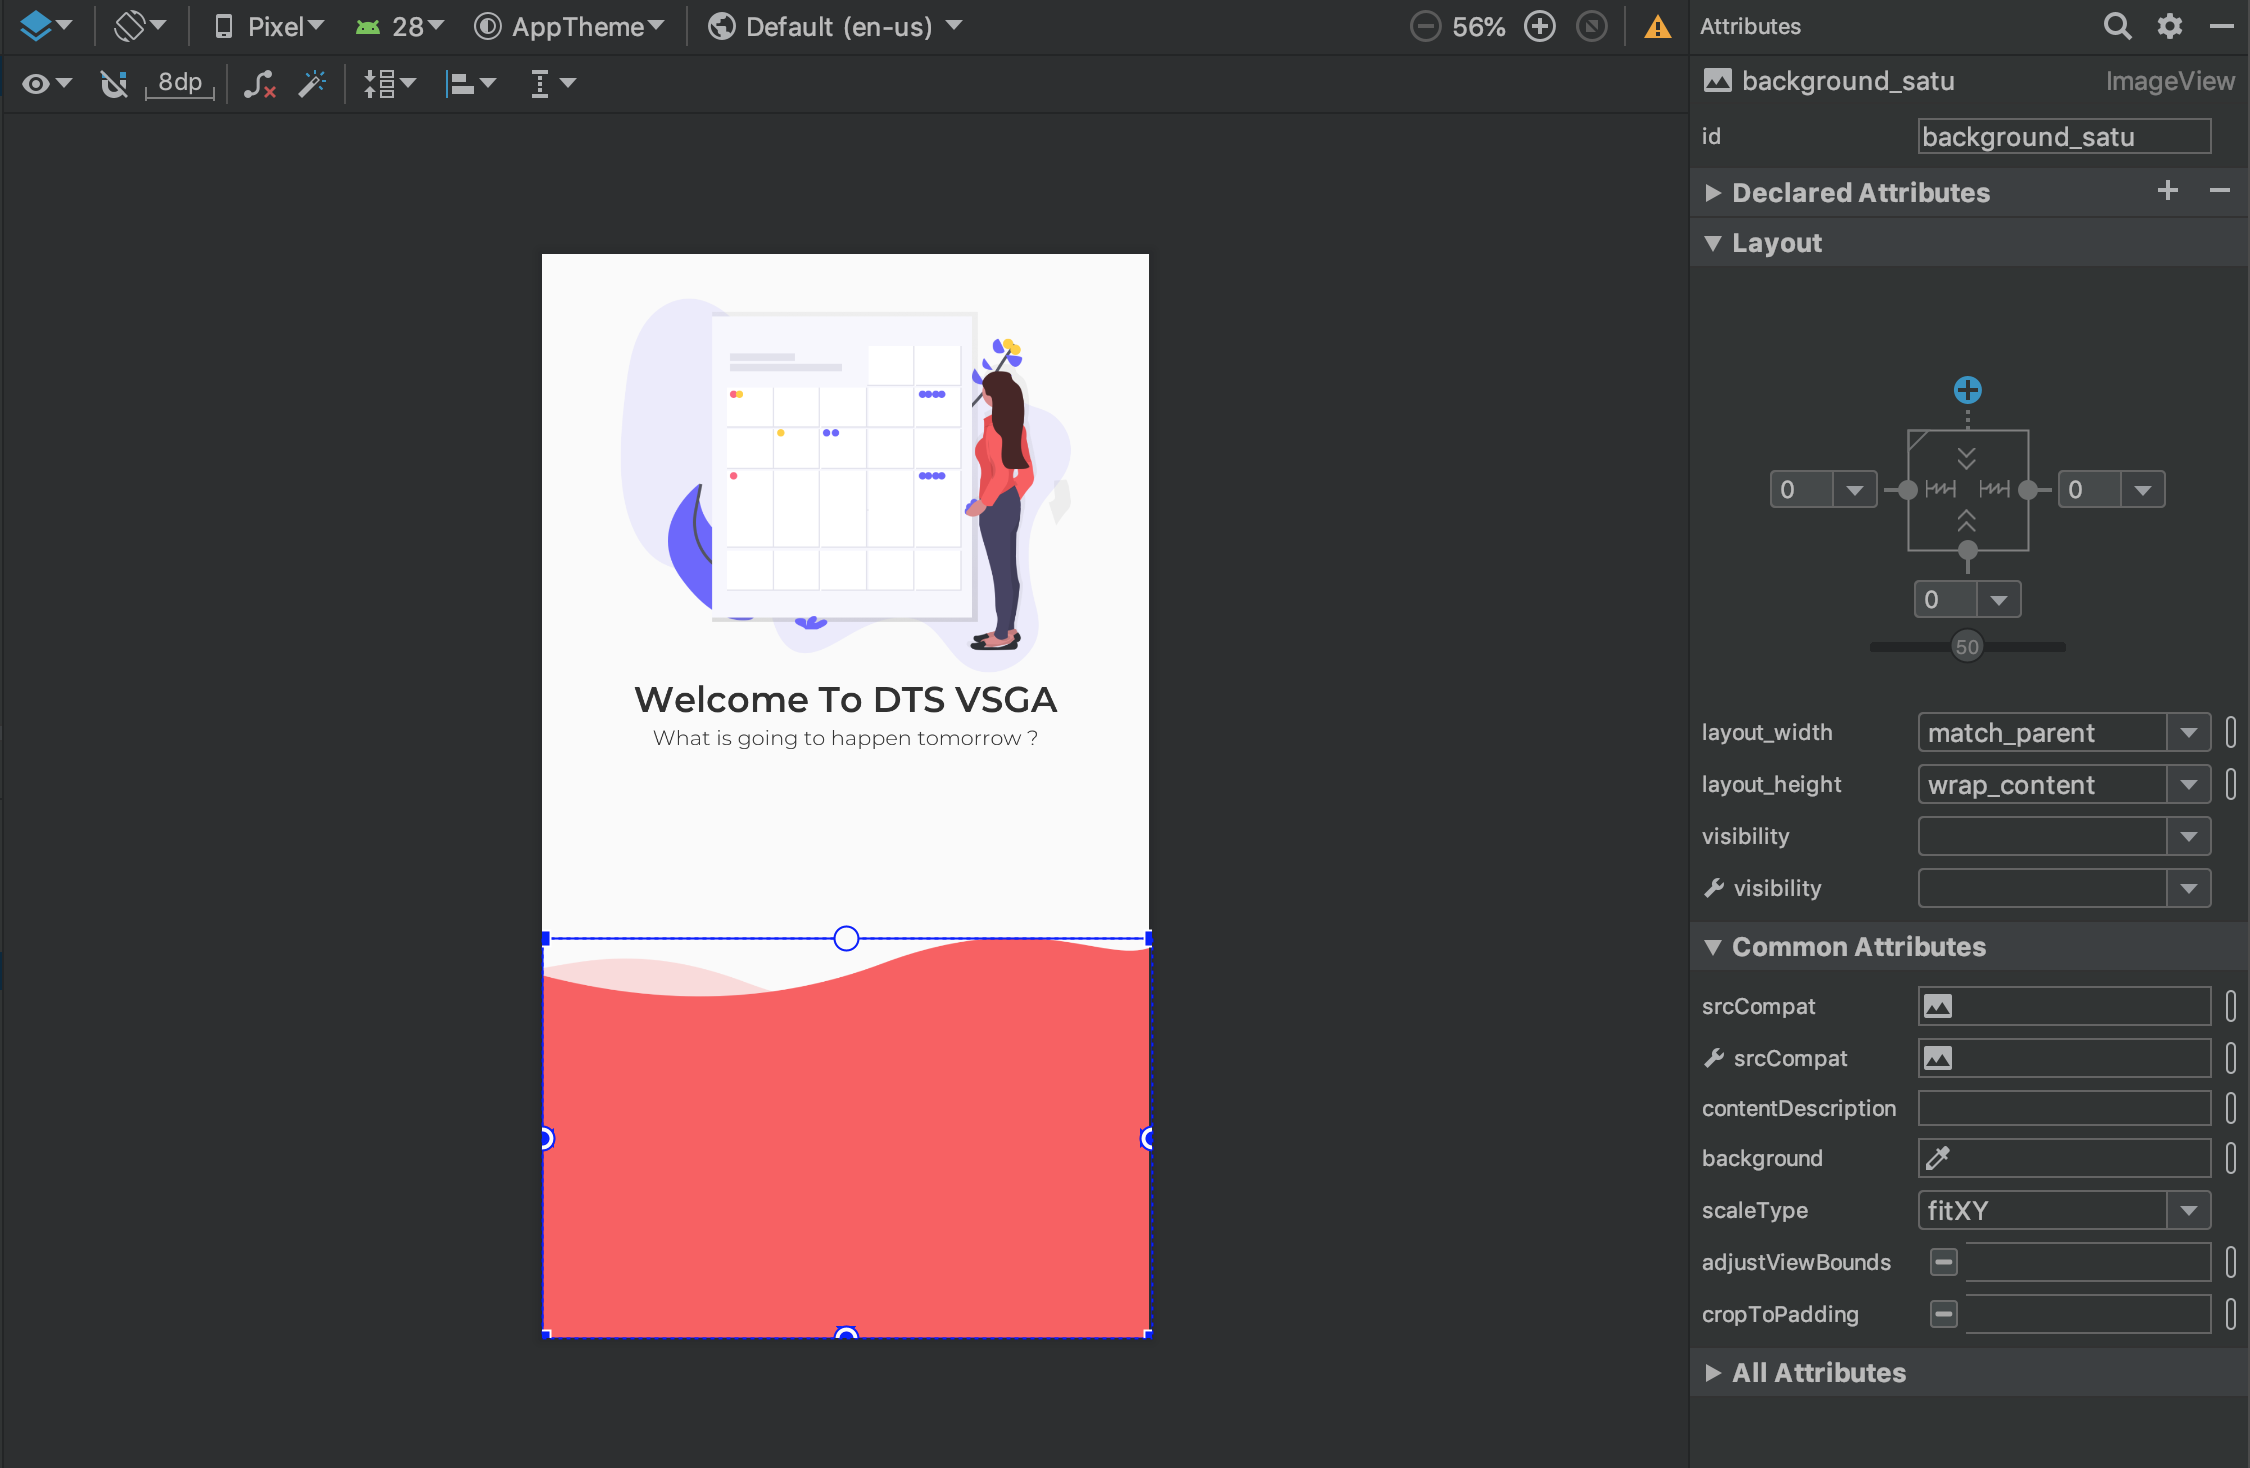 Pixel 28 AppTheme Default (en-us) 56%
8dp
Attributes
background_satu ImageView
id background_satu
Declared Attributes
Layout
0 0
0
50
layout_width match_parent
layout_height wrap_content
visibility
visibility
Common Attributes
srcCompat
srcCompat
contentDescription
background
scaleType fitXY
adjustViewBounds
cropToPadding
All Attributes
Welcome To DTS VSGA
What is going to happen tomorrow ?